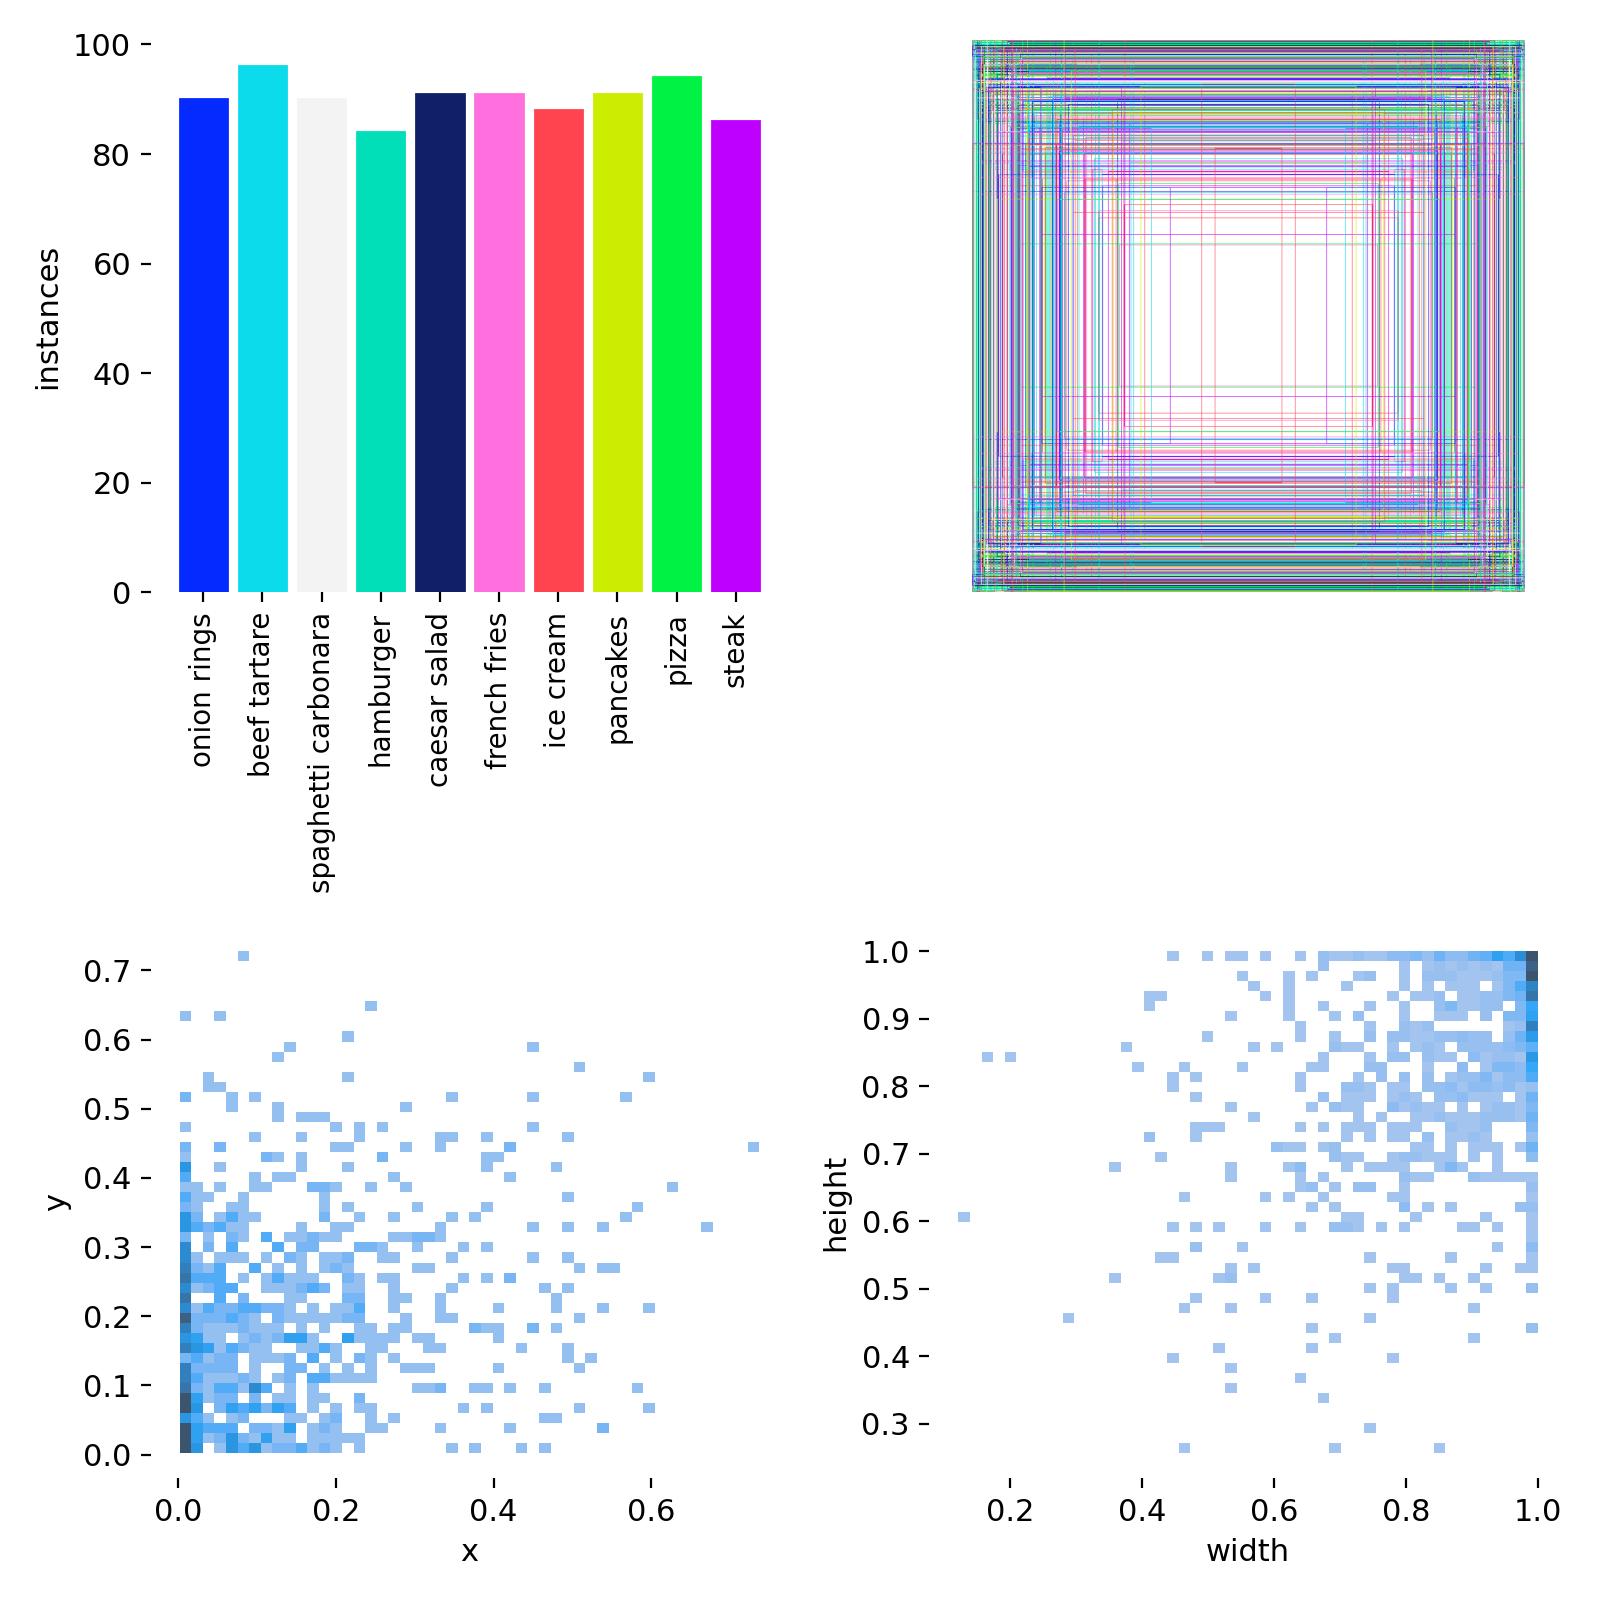 100
80
60
40
20
0
instances
onion rings
beef tartare
spaghetti carbonara
hamburger
caesar salad
french fries
ice cream
pancakes
pizza
steak
0.7
0.6
0.5
0.4
0.3
0.2
0.1
0.0
y
0.0 0.2 0.4 0.6
x
1.0
0.9
0.8
0.7
0.6
0.5
0.4
0.3
height
0.2 0.4 0.6 0.8 1.0
width